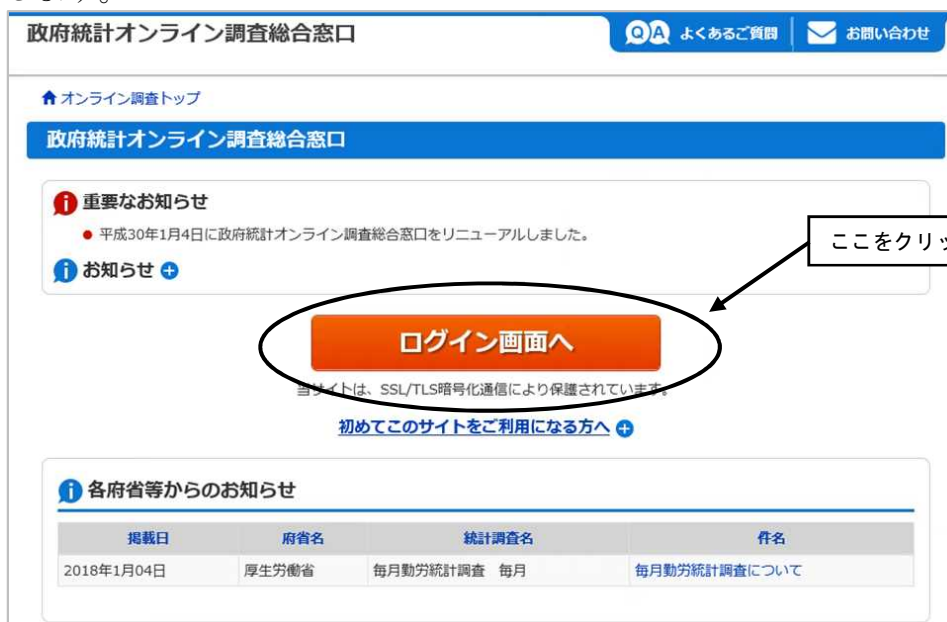 政府統計オンライン調査総合窓口
QA よくあるご質問
お問い合わせ
オンライン調査トップ
政府統計オンライン調査総合窓口
重要なお知らせ
平成30年1月4日に政府統計オンライン調査総合窓口をリニューアルしました。
ここをクリッ
お知らせ
ログイン画面へ
当サイトは、SSL/TLS暗号化通信により保護されています。
初めてこのサイトをご利用になる方へ
各府省等からのお知らせ
掲載日 府省名 統計調査名 件名
2018年1月04日 厚生労働省 毎月勤労統計調査 毎月 毎月勤労統計調査について